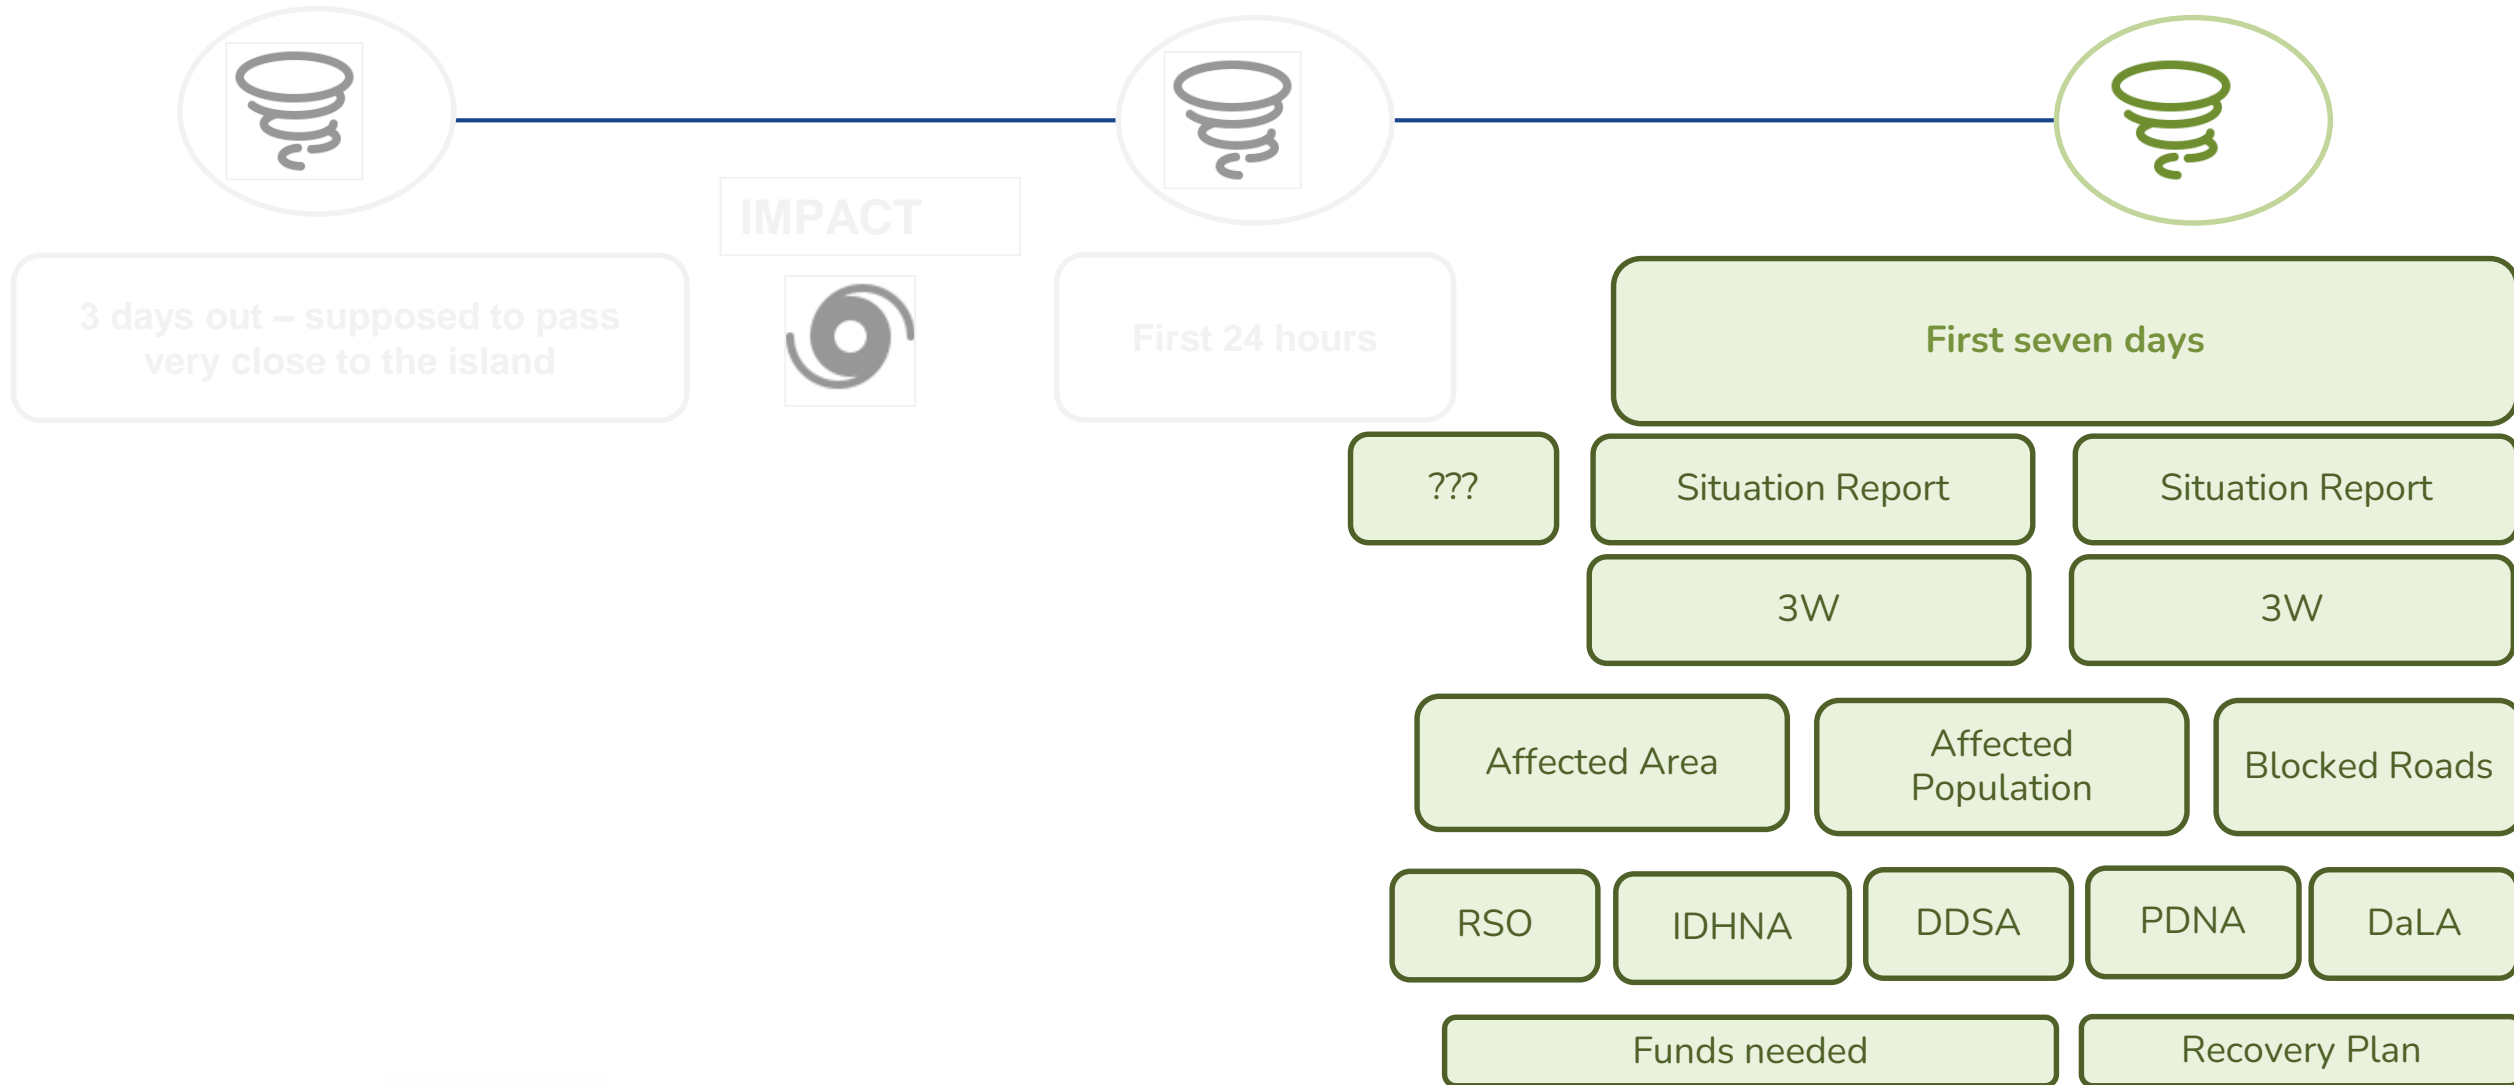 IMPACT
3 days out – supposed to pass
very close to the island
First 24 hours
First seven days
???
Situation Report
Situation Report
3W
3W
Affected Area
Affected
Population
Blocked Roads
RSO
IDHNA
DDSA
PDNA
DaLA
Funds needed
Recovery Plan